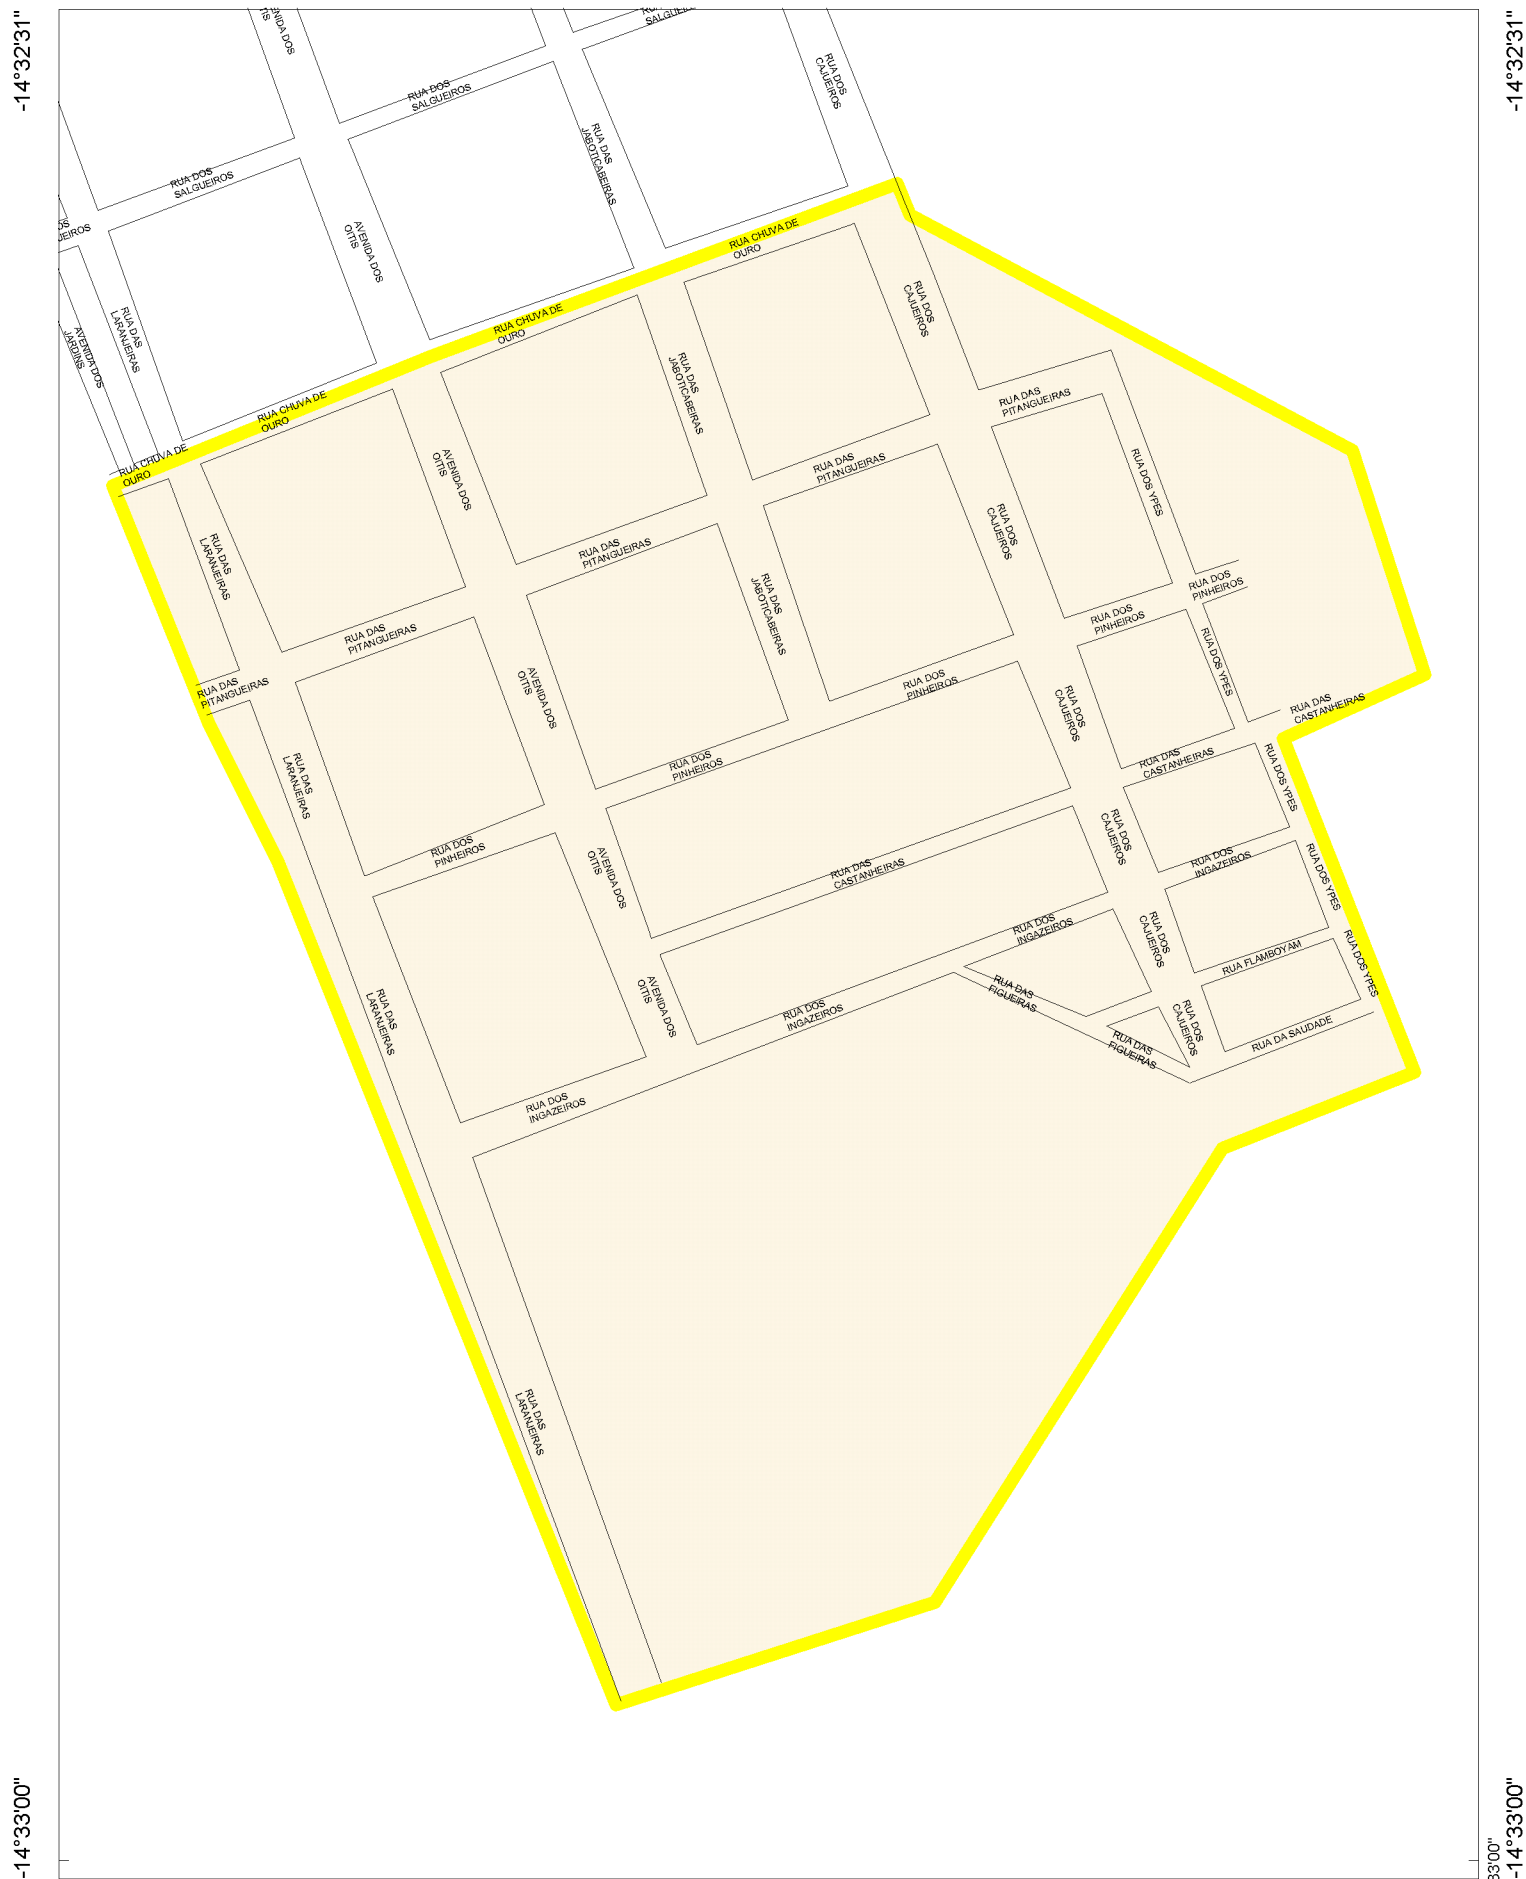 -14°32'31"
-14°32'31"
AVENIDA DOS
OITIS
RUA DOS
SALGUEIROS
RUA DOS
CAJUEIROS
RUA DOS
SALGUEIROS
RUA DAS
JABOTICABEIRAS
RUA DOS
SALGUEIROS
AVENIDA DOS
OITIS
RUA CHUVA DE
OURO
RUA DAS
LARANJEIRAS
AVENIDA DOS
JARDINS
RUA CHUVA DE
OURO
RUA DOS
CAJUEIROS
RUA CHUVA DE
OURO
RUA DAS
JABOTICABEIRAS
RUA DAS
PITANGUEIRAS
RUA CHUVA DE
OURO
AVENIDA DOS
OITIS
RUA DAS
PITANGUEIRAS
RUA DOS YPES
RUA DAS
LARANJEIRAS
RUA DAS
PITANGUEIRAS
RUA DOS
CAJUEIROS
RUA DAS
JABOTICABEIRAS
RUA DOS
PINHEIROS
RUA DAS
PITANGUEIRAS
RUA DOS
PINHEIROS
RUA DOS YPES
RUA DAS
PITANGUEIRAS
AVENIDA DOS
OITIS
RUA DOS
PINHEIROS
RUA DOS
CAJUEIROS
RUA DAS
CASTANHEIRAS
RUA DAS
LARANJEIRAS
RUA DOS
PINHEIROS
RUA DAS
CASTANHEIRAS
RUA DOS YPES
RUA DOS
PINHEIROS
AVENIDA DOS
OITIS
RUA DAS
CASTANHEIRAS
RUA DOS
CAJUEIROS
RUA DOS
INGAZEIROS
RUA DOS YPES
RUA DOS
INGAZEIROS
RUA DOS
CAJUEIROS
RUA FLAMBOYAM
RUA DOS YPES
RUA DAS
LARANJEIRAS
AVENIDA DOS
OITIS
RUA DOS
INGAZEIROS
RUA DAS
FIGUEIRAS
RUA DOS
CAJUEIROS
RUA DAS
FIGUEIRAS
RUA DA SAUDADE
RUA DOS
INGAZEIROS
RUA DAS
LARANJEIRAS
-14°33'00"
33'00"
-14°33'00"